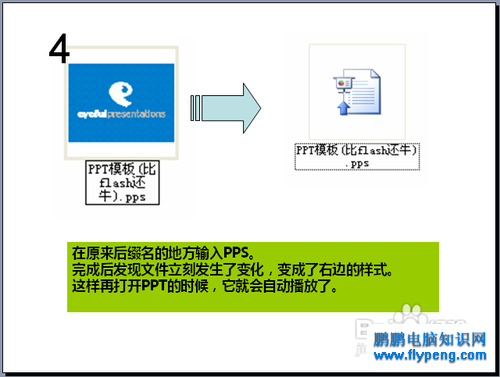 4
eyefulpresentations
PPT模板(比
flash还
牛).pps
PPT模板(比flash还牛)
.pps
在原来后缀名的地方输入PPS。
完成后发现文件立刻发生了变化，变成了右边的样式。
这样再打开PPT的时候，它就会自动播放了。
鹏鹏电脑知识网
www.flypeng.com